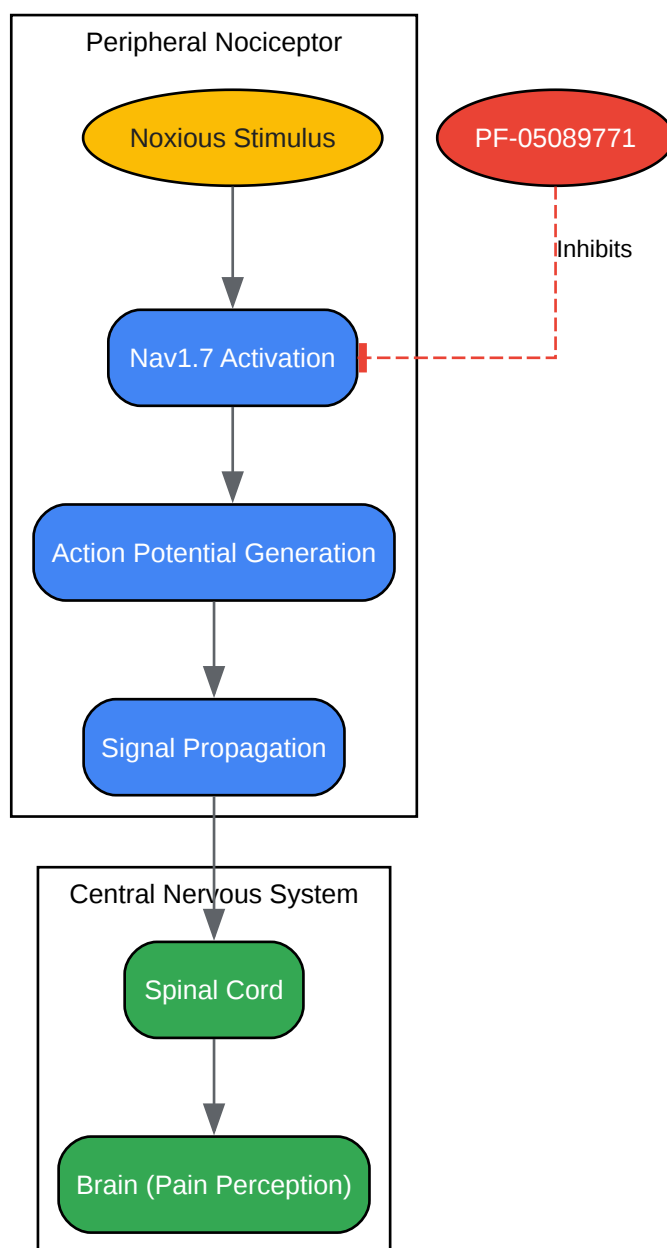 Peripheral Nociceptor
Noxious Stimulus
PF-05089771
Inhibits
Nav1.7 Activation
Action Potential Generation
Signal Propagation
Central Nervous System
Spinal Cord
Brain (Pain Perception)